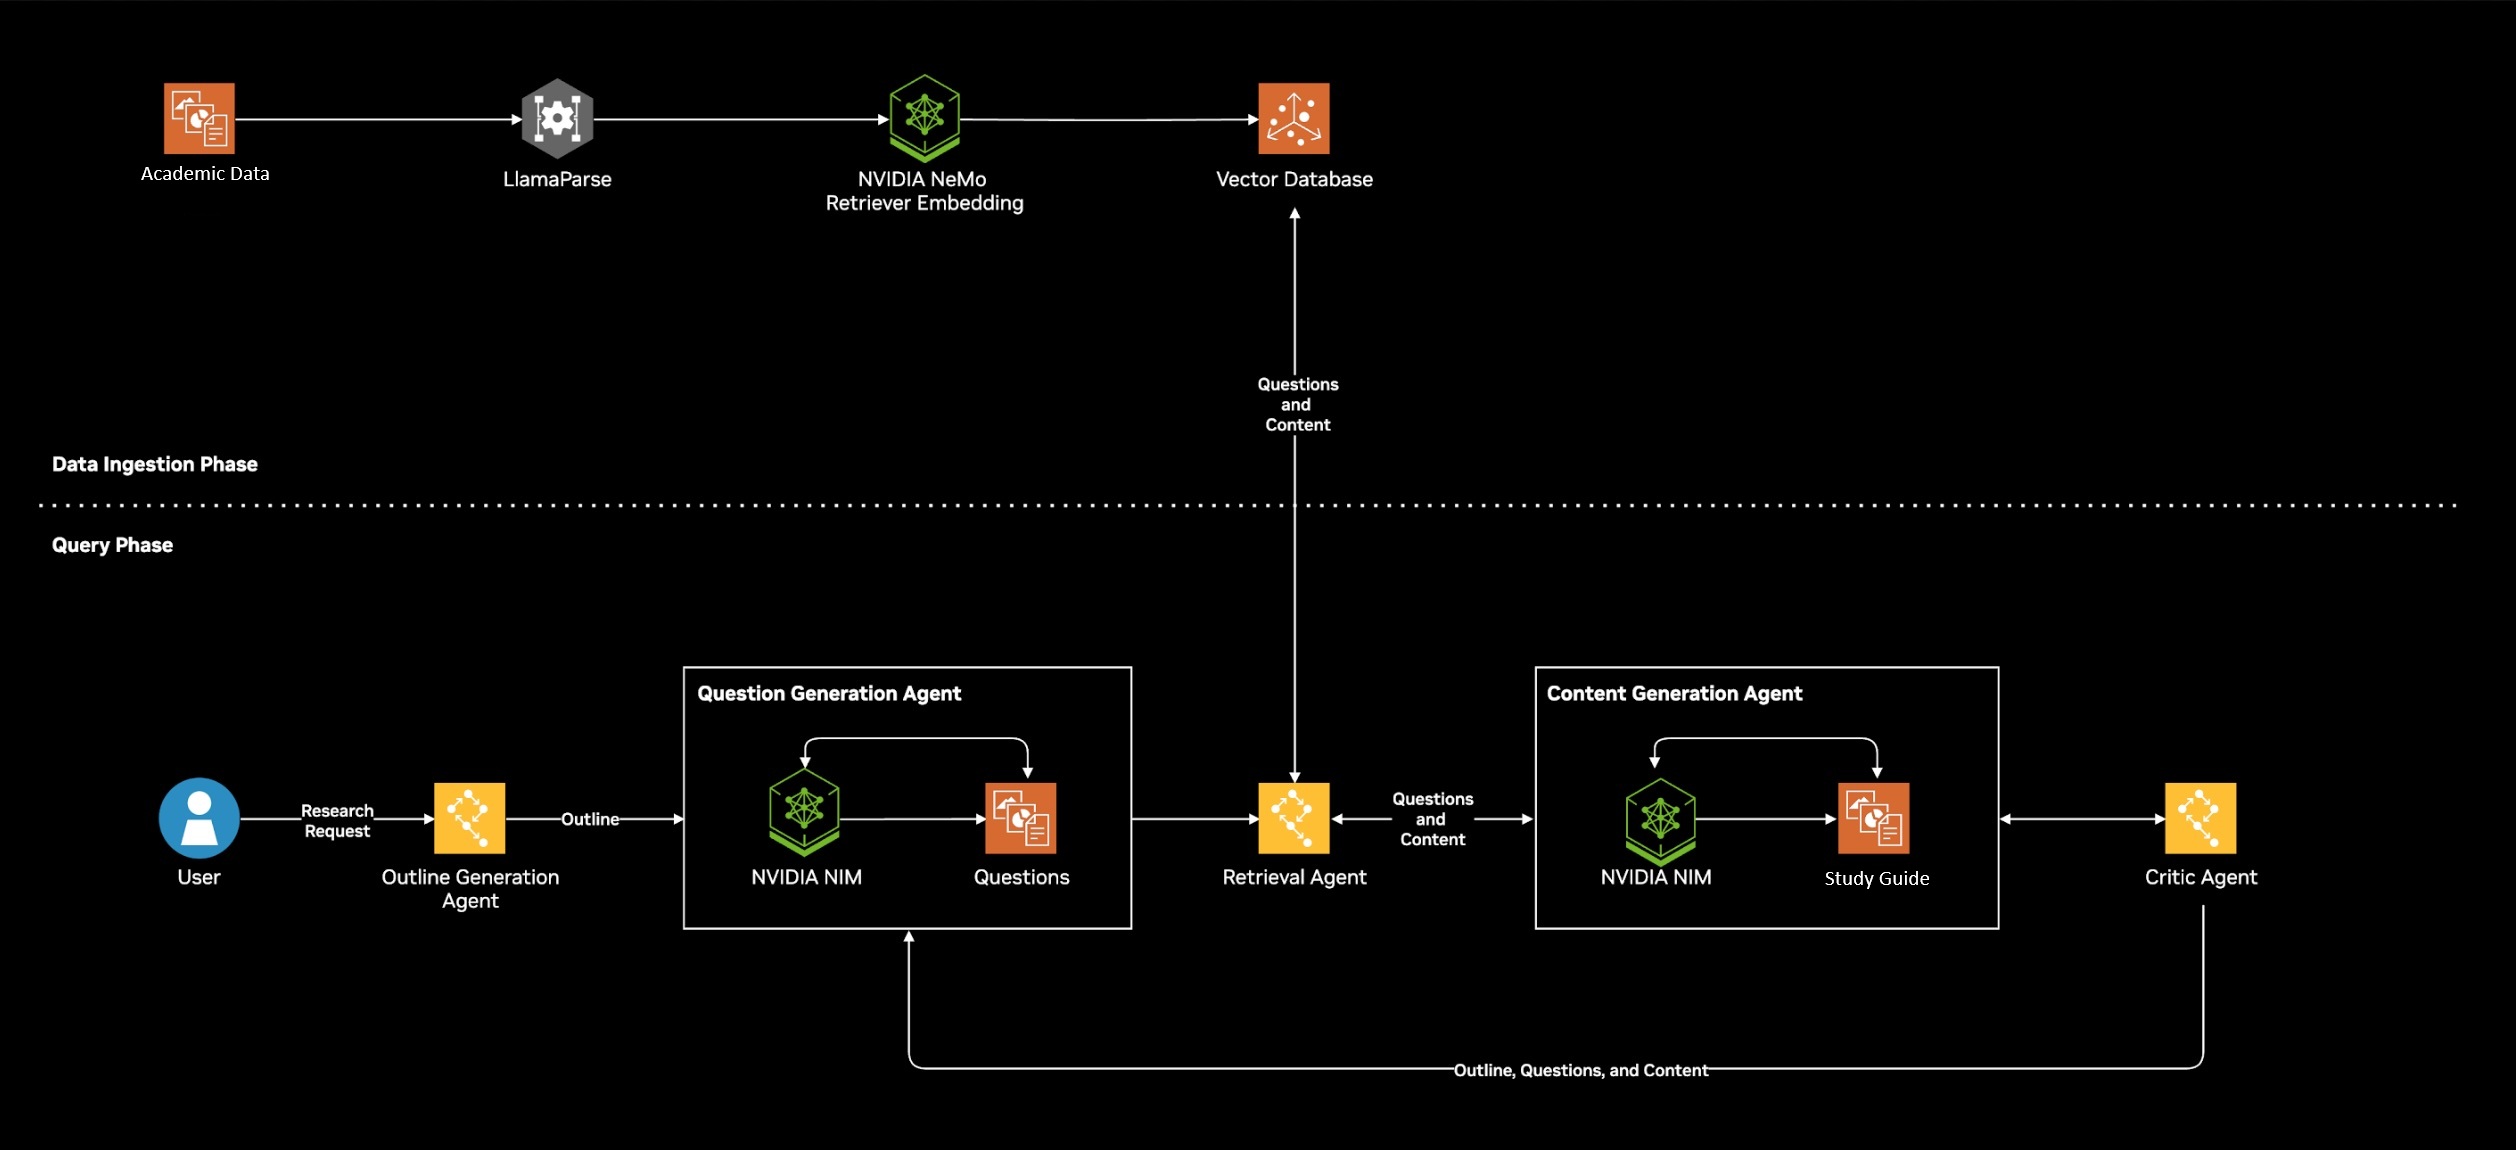 Academic Data
LlamaParse
NVIDIA NeMo
Retriever Embedding
Vector Database
Questions
and
Content
Data Ingestion Phase
Query Phase
User
Research
Request
Outline Generation
Agent
Outline
Question Generation Agent
NVIDIA NIM
Questions
Retrieval Agent
Questions
and
Content
Content Generation Agent
NVIDIA NIM
Study Guide
Critic Agent
Outline, Questions, and Content